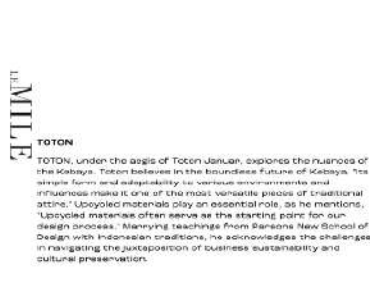 LE MILE
TOTON
TOTON, under the aegis of Toton Januar, explores the nuances of
the Kebaya. Toton believes in the boundless future of Kebaya. "Its
simple form and adaptability to various environments and
influences make it one of the most versatile pieces of traditional
attire." Upcycled materials play an essential role, as he mentions,
"Upcycled materials often serve as the starting point for our
design process." Marrying teachings from Parsons New School of
Design with Indonesian traditions, he acknowledges the challenges
in navigating the juxtaposition of business sustainability and
cultural preservation.